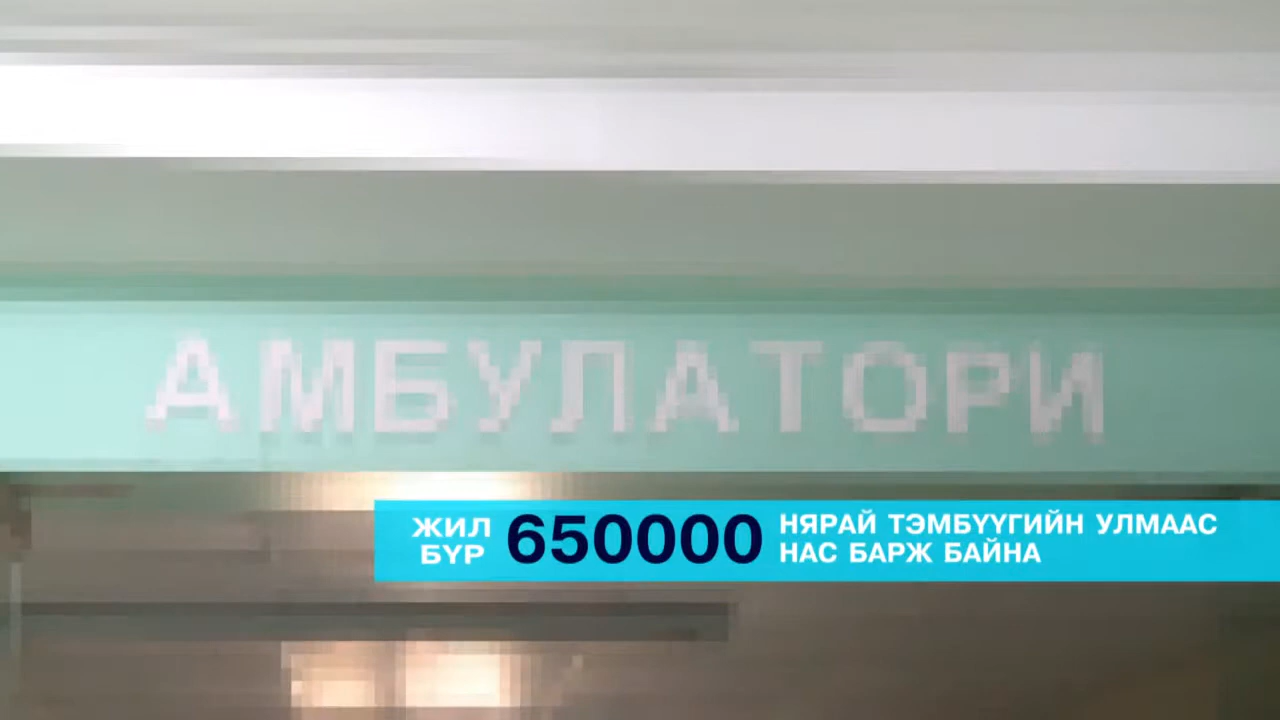 АМБУЛАТОРИ
ЖИЛ
БҮР
650000
НЯРАЙ ТЭМБҮҮГИЙН УЛМААС
НАС БАРЖ БАЙНА